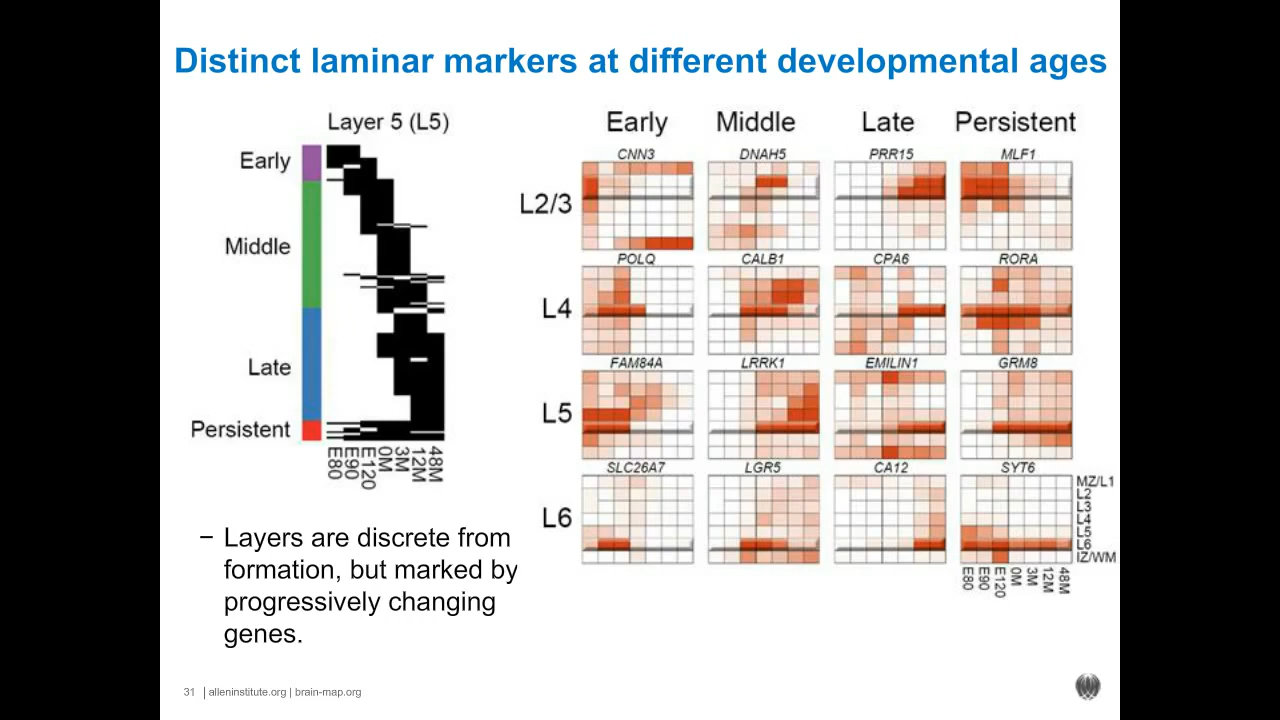 Distinct laminar markers at different developmental ages
Layer 5 (L5)
Early
Middle
Late
Persistent
E80
E90
E120
0M
3M
12M
48M
Early
Middle
Late
Persistent
CNN3
DNAH5
PRR15
MLF1
L2/3
POLQ
CALB1
CPA6
RORA
L4
FAM84A
LRRK1
EMILIN1
GRM8
L5
SLC26A7
LGR5
CA12
SYT6
L6
MZ/L1
L2
L3
L4
L5
L6
IZ/WM
E80
E90
E120
0M
3M
12M
48M
− Layers are discrete from
formation, but marked by
progressively changing
genes.
31 | alleninstitute.org | brain-map.org